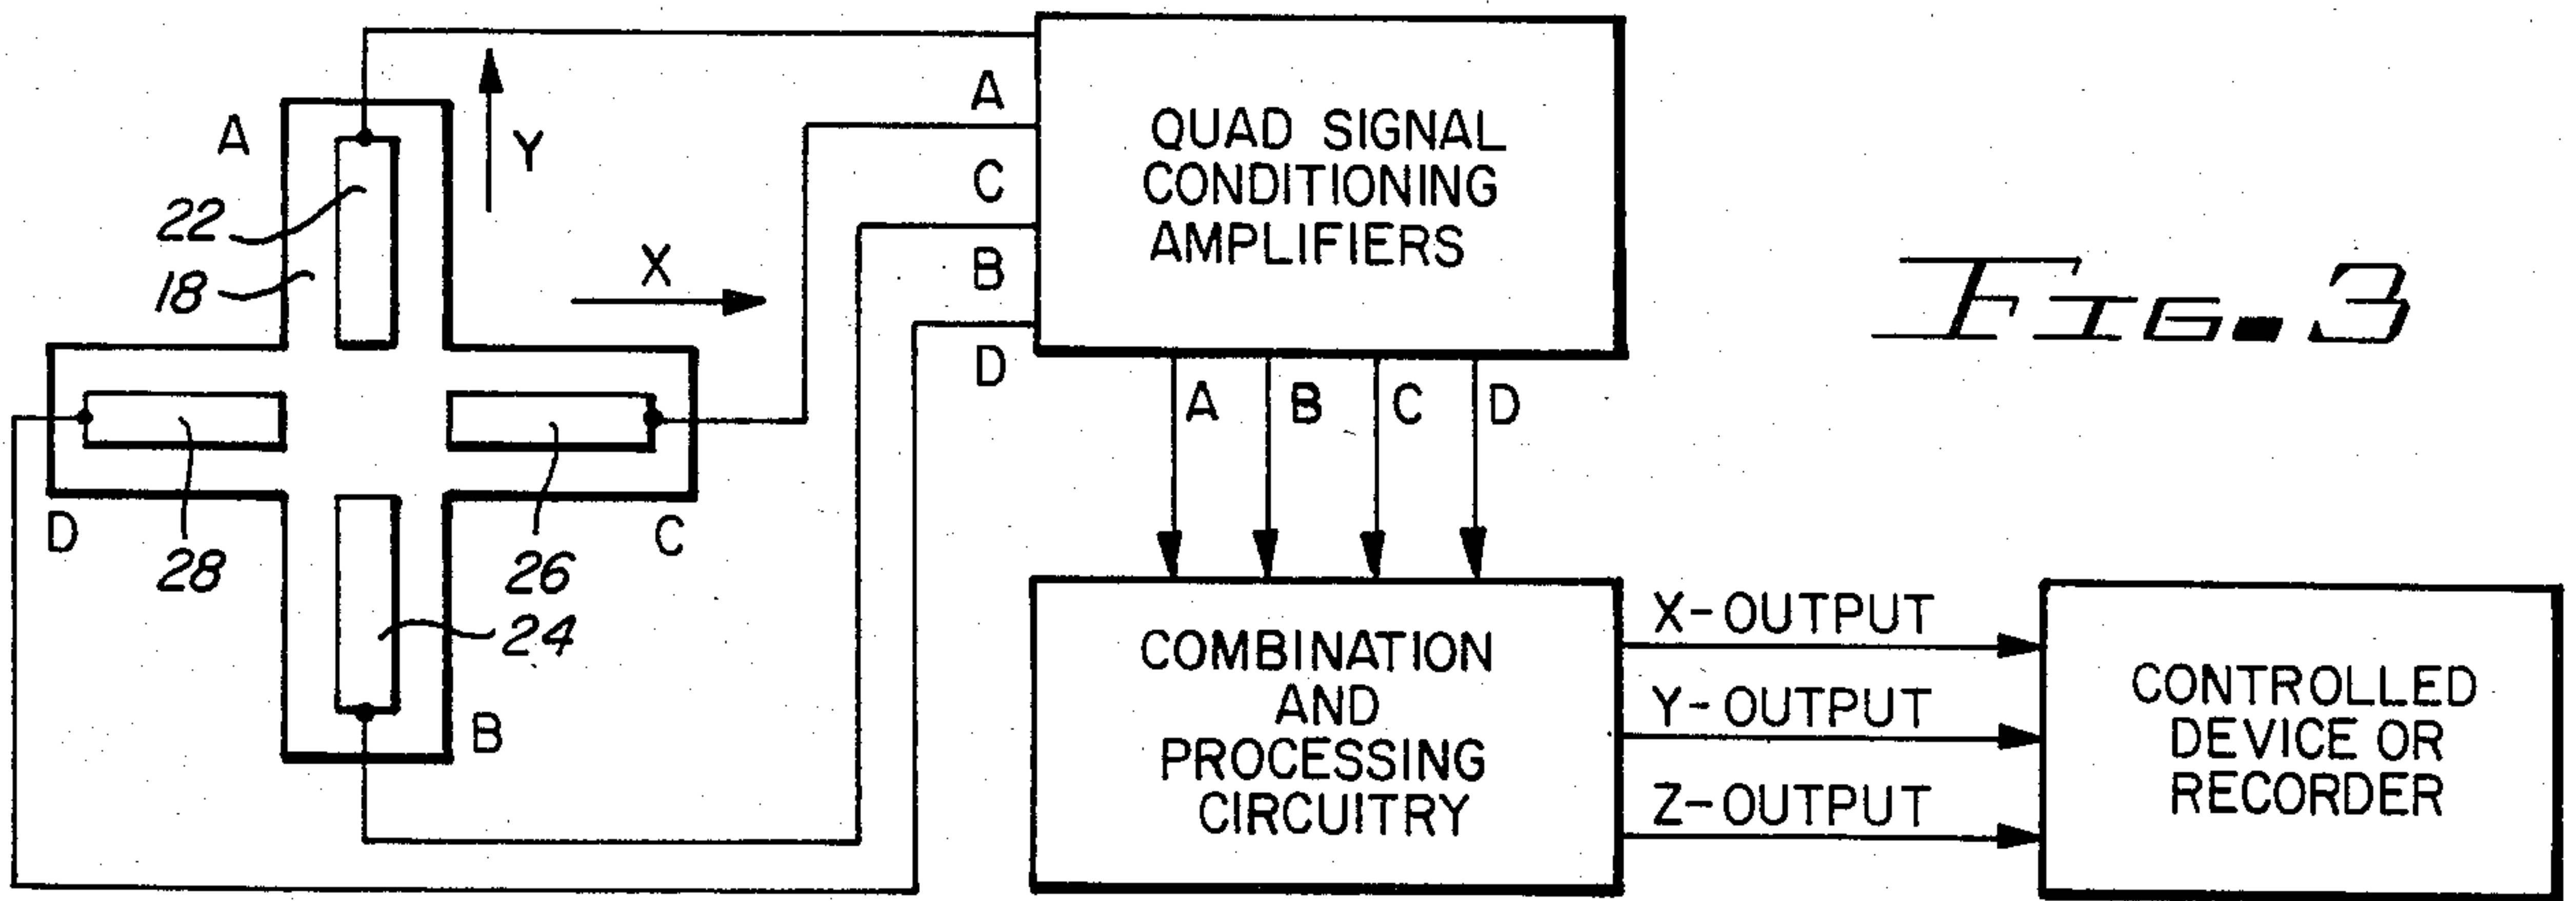 A
22
18
Y
X
D
28
26
C
24
B
A
C
B
D
QUAD SIGNAL
CONDITIONING
AMPLIFIERS
A
B
C
D
COMBINATION
AND
PROCESSING
CIRCUITRY
X-OUTPUT
Y-OUTPUT
Z-OUTPUT
CONTROLLED
DEVICE OR
RECORDER
FIG. 3